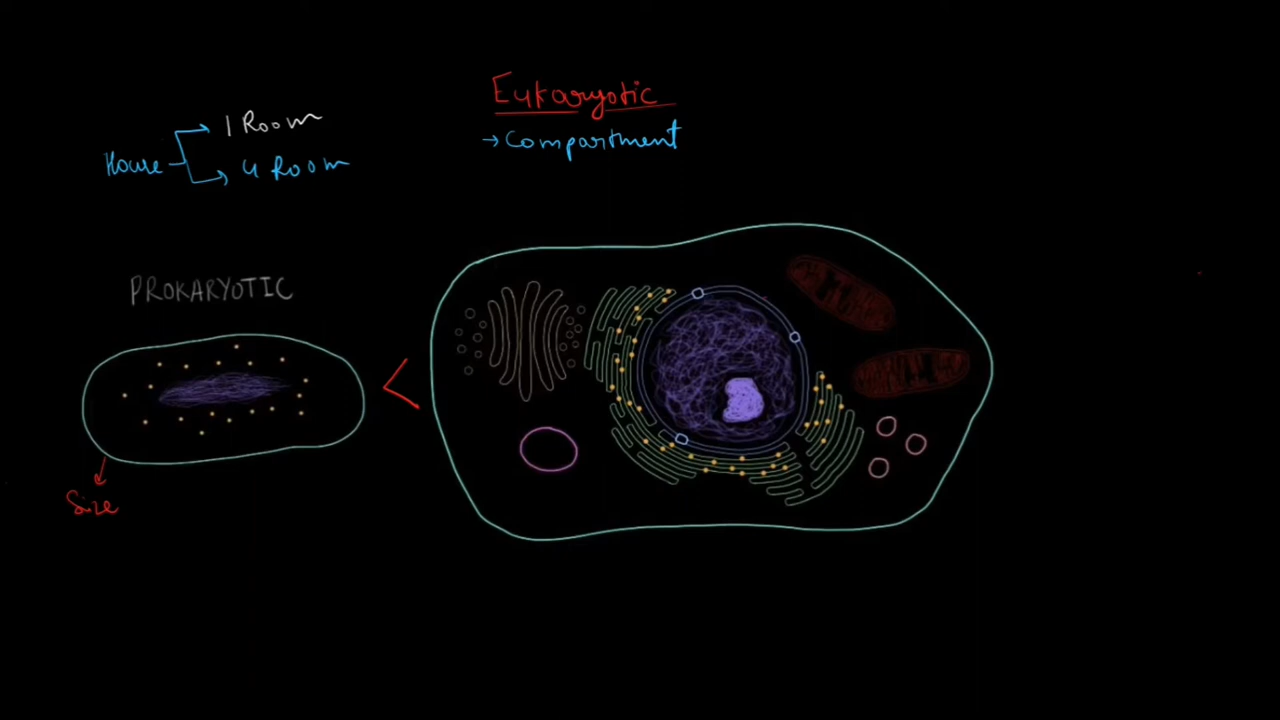 Eukaryotic
→ Compartment
House
1 Room
4 Room
PROKARYOTIC
<
Size